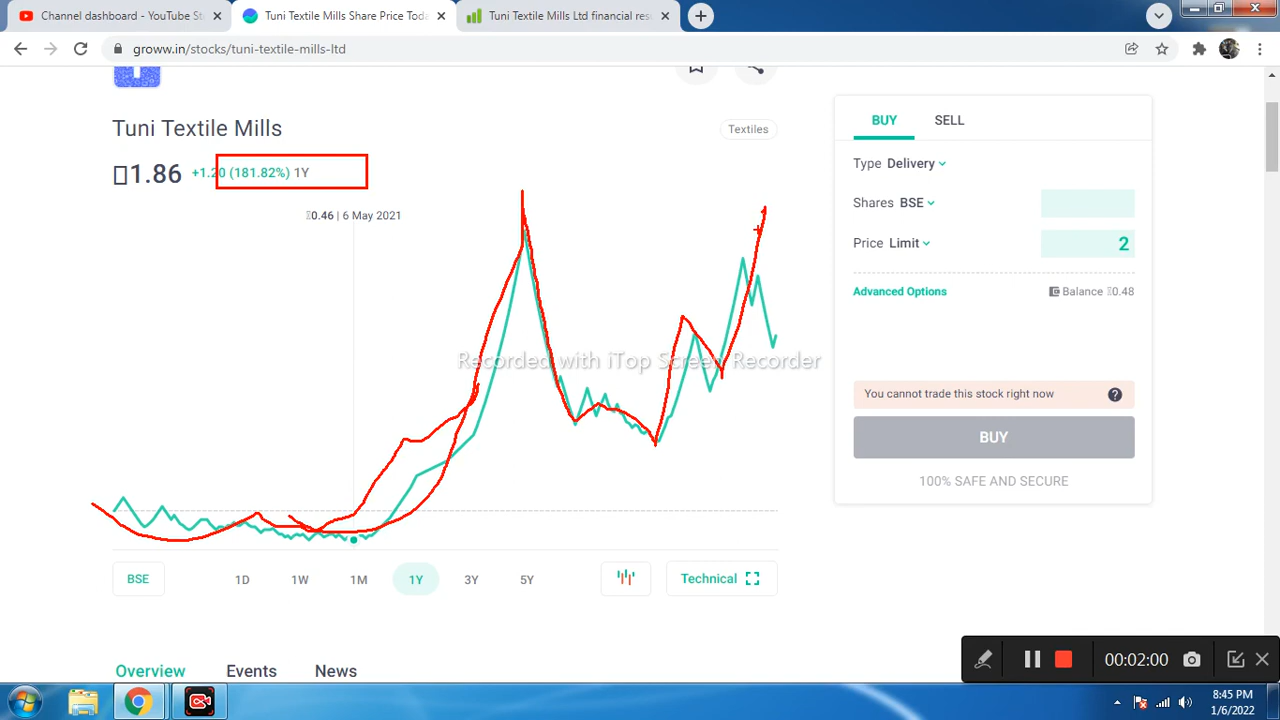 Channel dashboard - YouTube St
Tuni Textile Mills Share Price Toda
Tuni Textile Mill Ltd financial res
groww.in/stocks/tuni-textile-mills-ltd
Tuni Textile Mills
Textiles
1.86 +1.20 (181.82%) 1Y
0.46 | 6 May 2021
BUY SELL
Type Delivery
Shares BSE
Price Limit 2
Advanced Options Balance 0.48
Recorded with iTop Screen Recorder
You cannot trade this stock right now ?
BUY
100% SAFE AND SECURE
BSE 1D 1W 1M 1Y 3Y 5Y Technical
Overview Events News
00:02:00
8:45 PM
1/6/2022